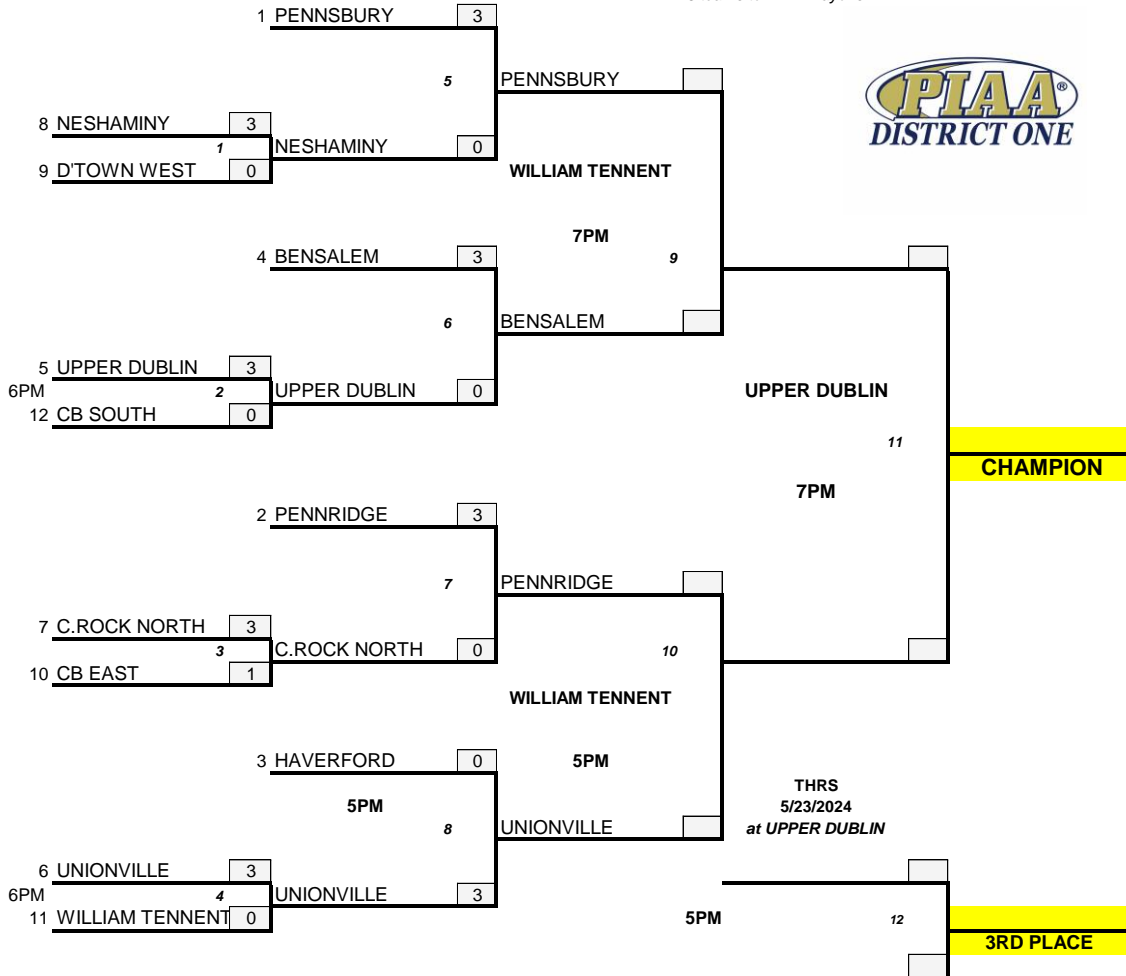 1 PENNSBURY 3
5 PENNSBURY
8 NESHAMINY 3
1 NESHAMINY 0
9 D'TOWN WEST 0
WILLIAM TENNENT
7PM
4 BENSALEM 3
9
6 BENSALEM
5 UPPER DUBLIN 3
6PM 2 UPPER DUBLIN 0
12 CB SOUTH 0
UPPER DUBLIN
11
CHAMPION
7PM
2 PENNRIDGE 3
7 PENNRIDGE
7 C.ROCK NORTH 3
3 C.ROCK NORTH 0
10
10 CB EAST 1
WILLIAM TENNENT
3 HAVERFORD 0
5PM
5PM
8 UNIONVILLE
THRS
5/23/2024
at UPPER DUBLIN
6 UNIONVILLE 3
6PM 4 UNIONVILLE 3
11 WILLIAM TENNENT 0
5PM
12
3RD PLACE
PIAA®
DISTRICT ONE